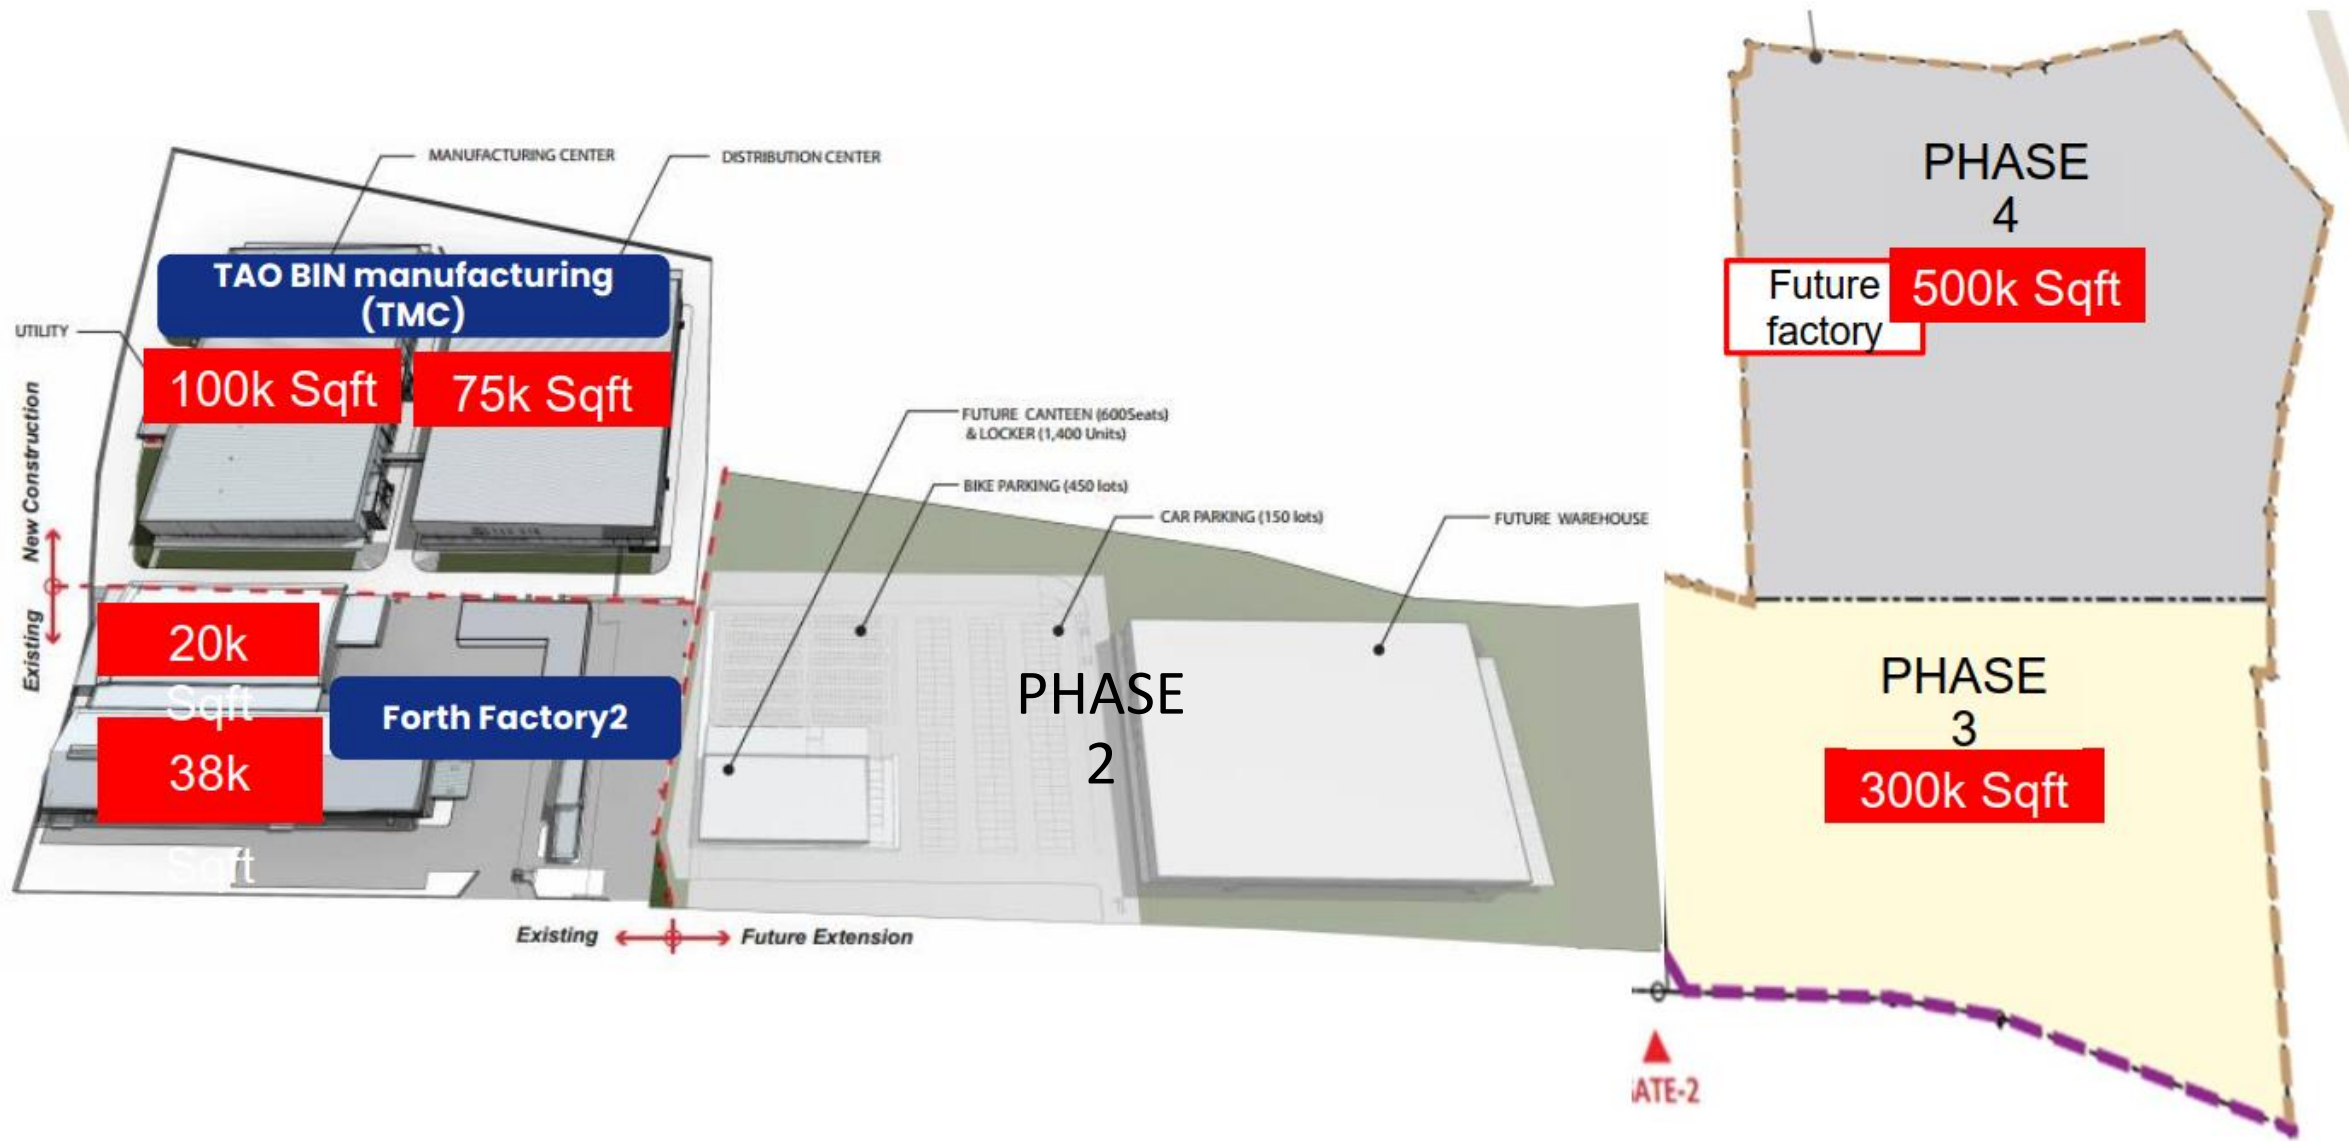 MANUFACTURING CENTER
DISTRIBUTION CENTER
TAO BIN manufacturing
(TMC)
UTILITY
100k Sqft
75k Sqft
New Construction
Existing
20k
Sqft
38k
Sqft
Forth Factory2
FUTURE CANTEEN (600Seats)
& LOCKER (1,400 Units)
BIKE PARKING (450 lots)
CAR PARKING (150 lots)
FUTURE WAREHOUSE
PHASE
2
Existing
Future Extension
PHASE
4
500k Sqft
Future
factory
PHASE
3
300k Sqft
ATE-2